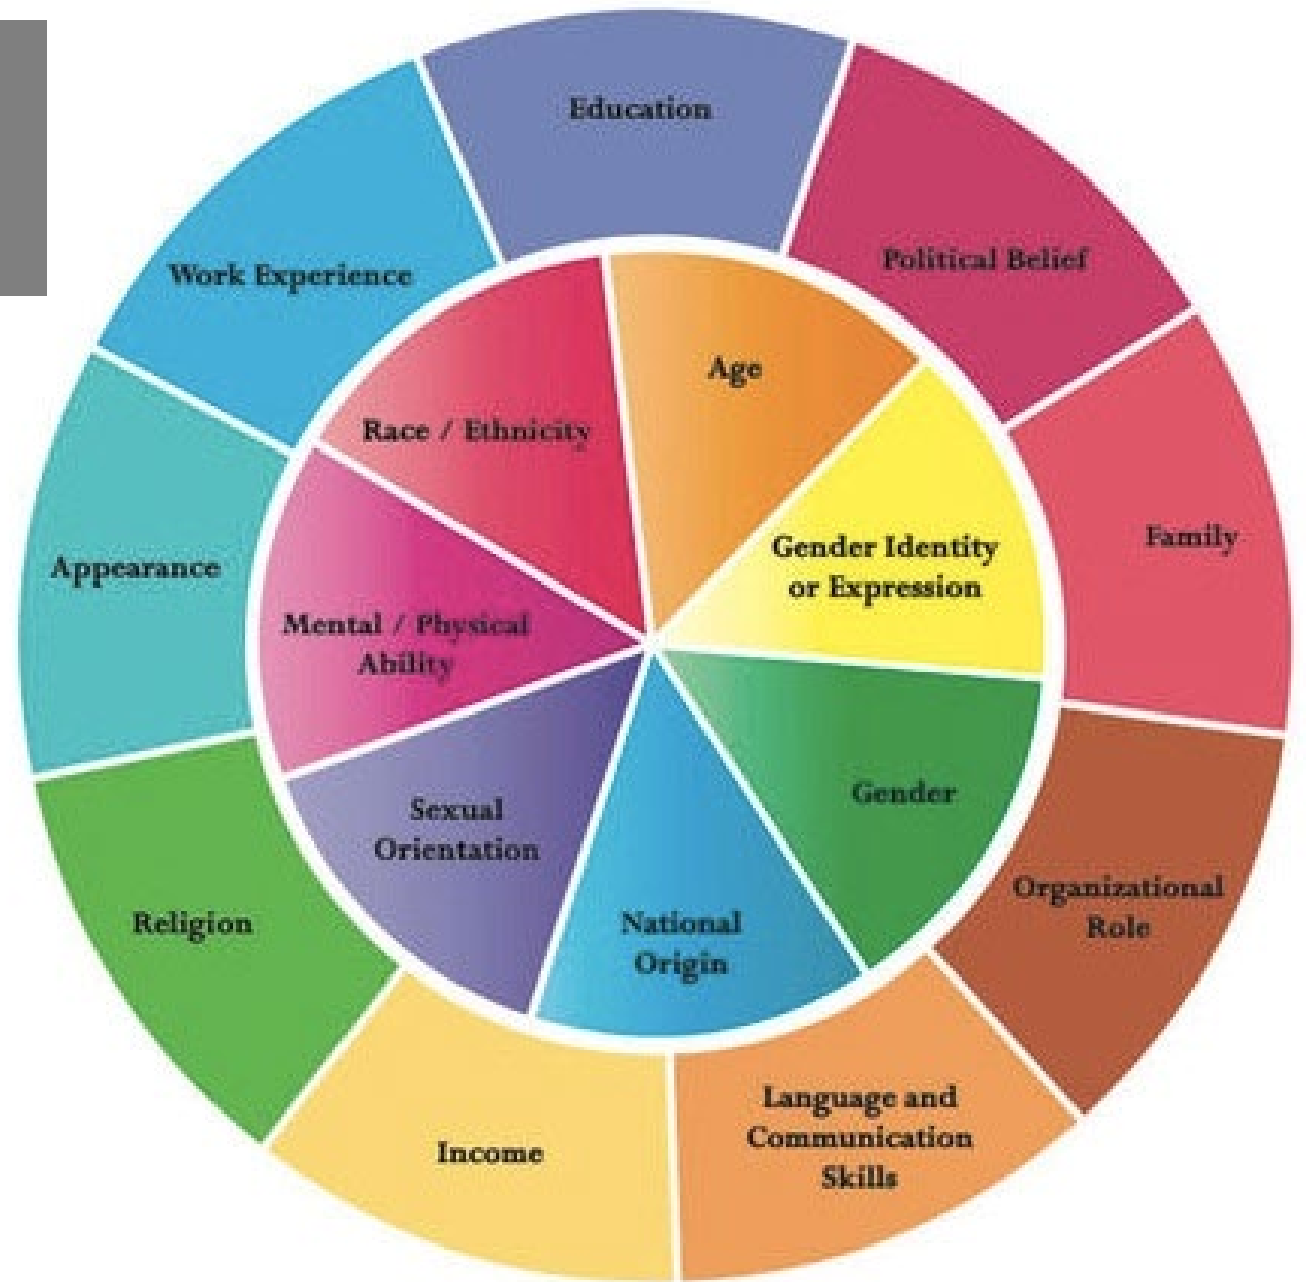 Education
Political Belief
Family
Organizational
Role
Language and
Communication
Skills
Income
Religion
Appearance
Work Experience
Age
Gender Identity
or Expression
Gender
National
Origin
Sexual
Orientation
Mental / Physical
Ability
Race / Ethnicity